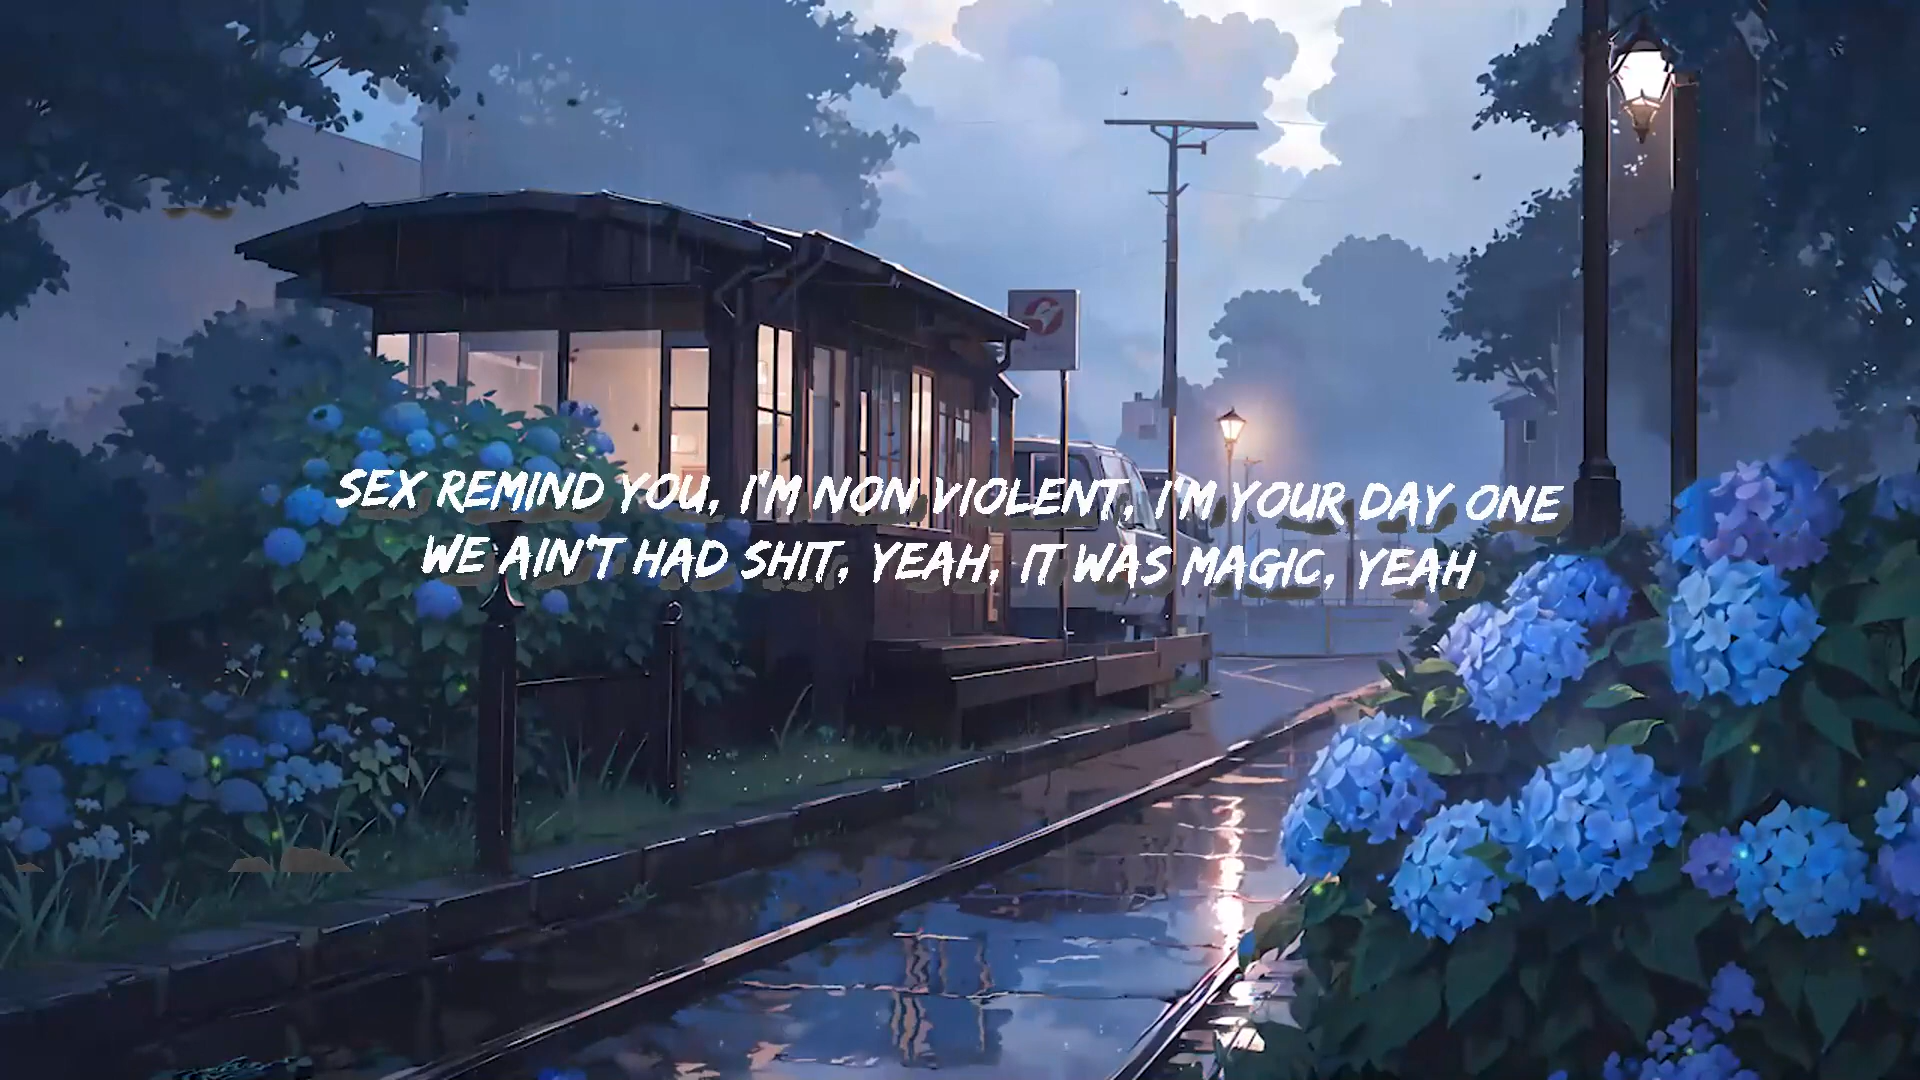 SEX REMIND YOU, I'M NON VIOLENT, I'M YOUR DAY ONE
WE AIN'T HAD SHIT, YEAH, IT WAS MAGIC, YEAH